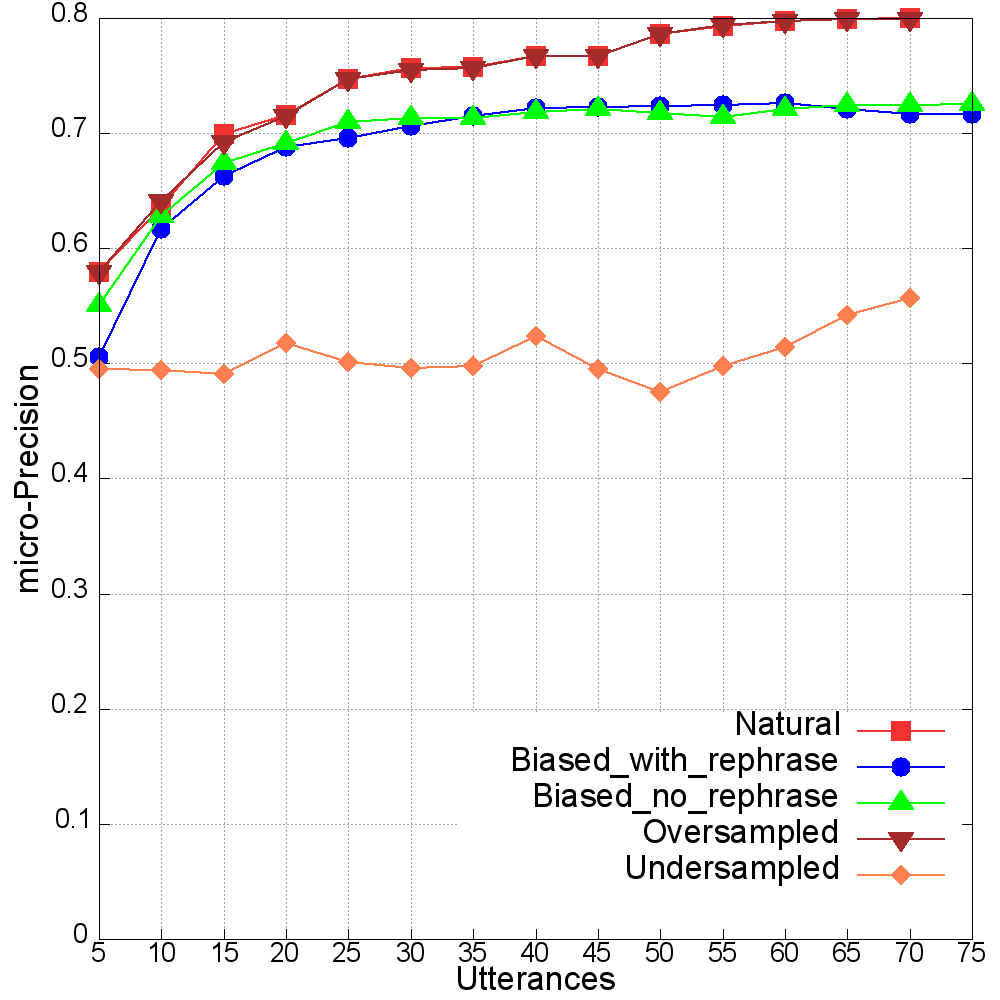 0.8
0.7
0.6
0.5
0.4
0.3
0.2
0.1
0
micro-Precision
Natural
Biased_with_rephrase
Biased_no_rephrase
Oversampled
Undersampled
5 10 15 20 25 30 35 40 45 50 55 60 65 70 75
Utterances